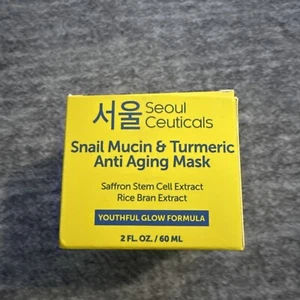 서울 Seoul
Ceuticals
Snail Mucin & Turmeric
Anti Aging Mask
Saffron Stem Cell Extract
Rice Bran Extract
YOUTHFUL GLOW FORMULA
2 FL. OZ. / 60 ML